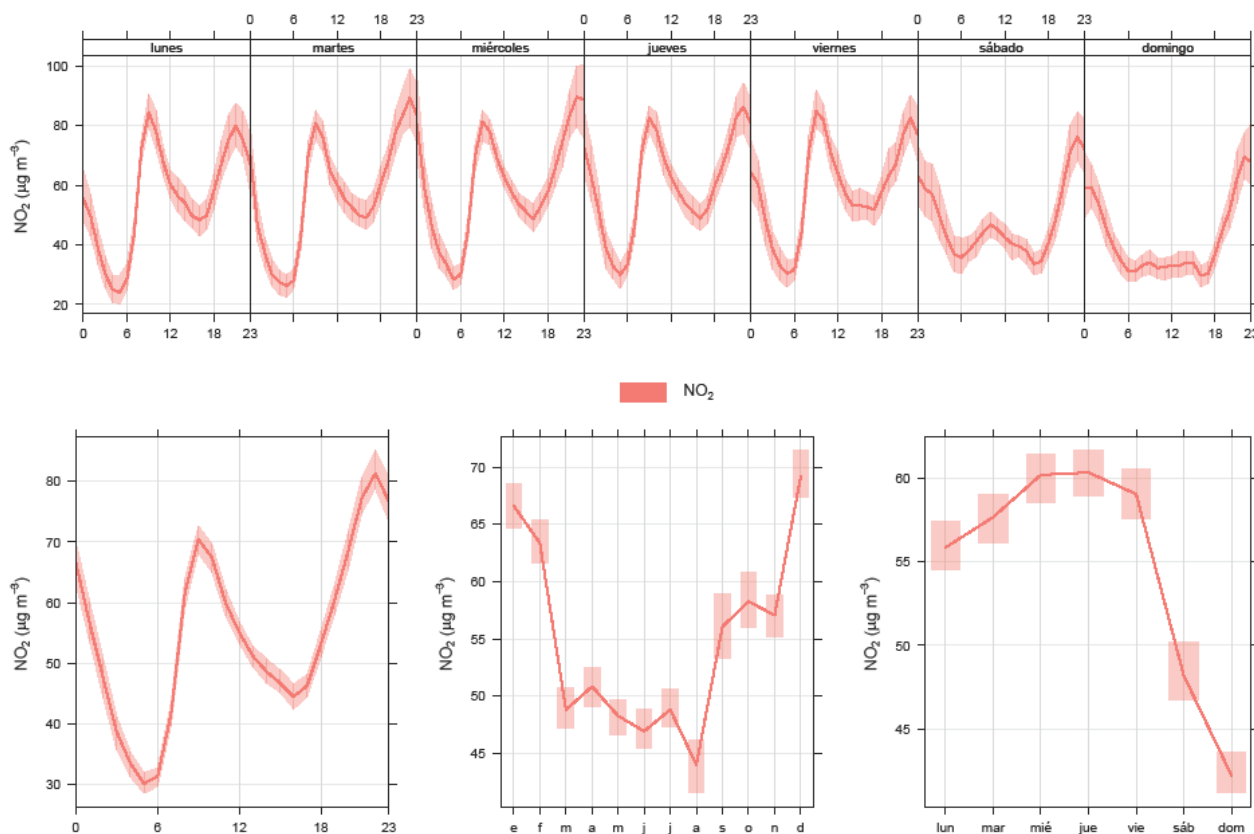 0 6 12 18 23 0 6 12 18 23 0 6 12 18 23
lunes martes miércoles jueves viernes sábado domingo
100
80
60
40
20
NO₂ (µg m⁻³)
0 6 12 18 23 0 6 12 18 23 0 6 12 18 23 0 6 12 18 23
NO₂
80
70
60
50
40
30
NO₂ (µg m⁻³)
0 6 12 18 23
70
65
60
55
50
45
NO₂ (µg m⁻³)
e f m a m j j a s o n d
60
55
50
45
NO₂ (µg m⁻³)
lun mar mié jue vie sáb dom